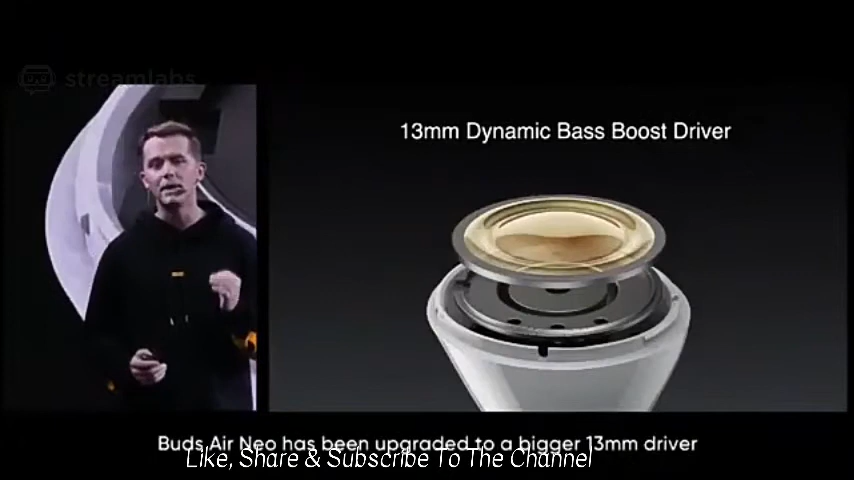 streamlabs
13mm Dynamic Bass Boost Driver
Buds Air Neo has been upgraded to a bigger 13mm driver
Like, Share & Subscribe To The Channel